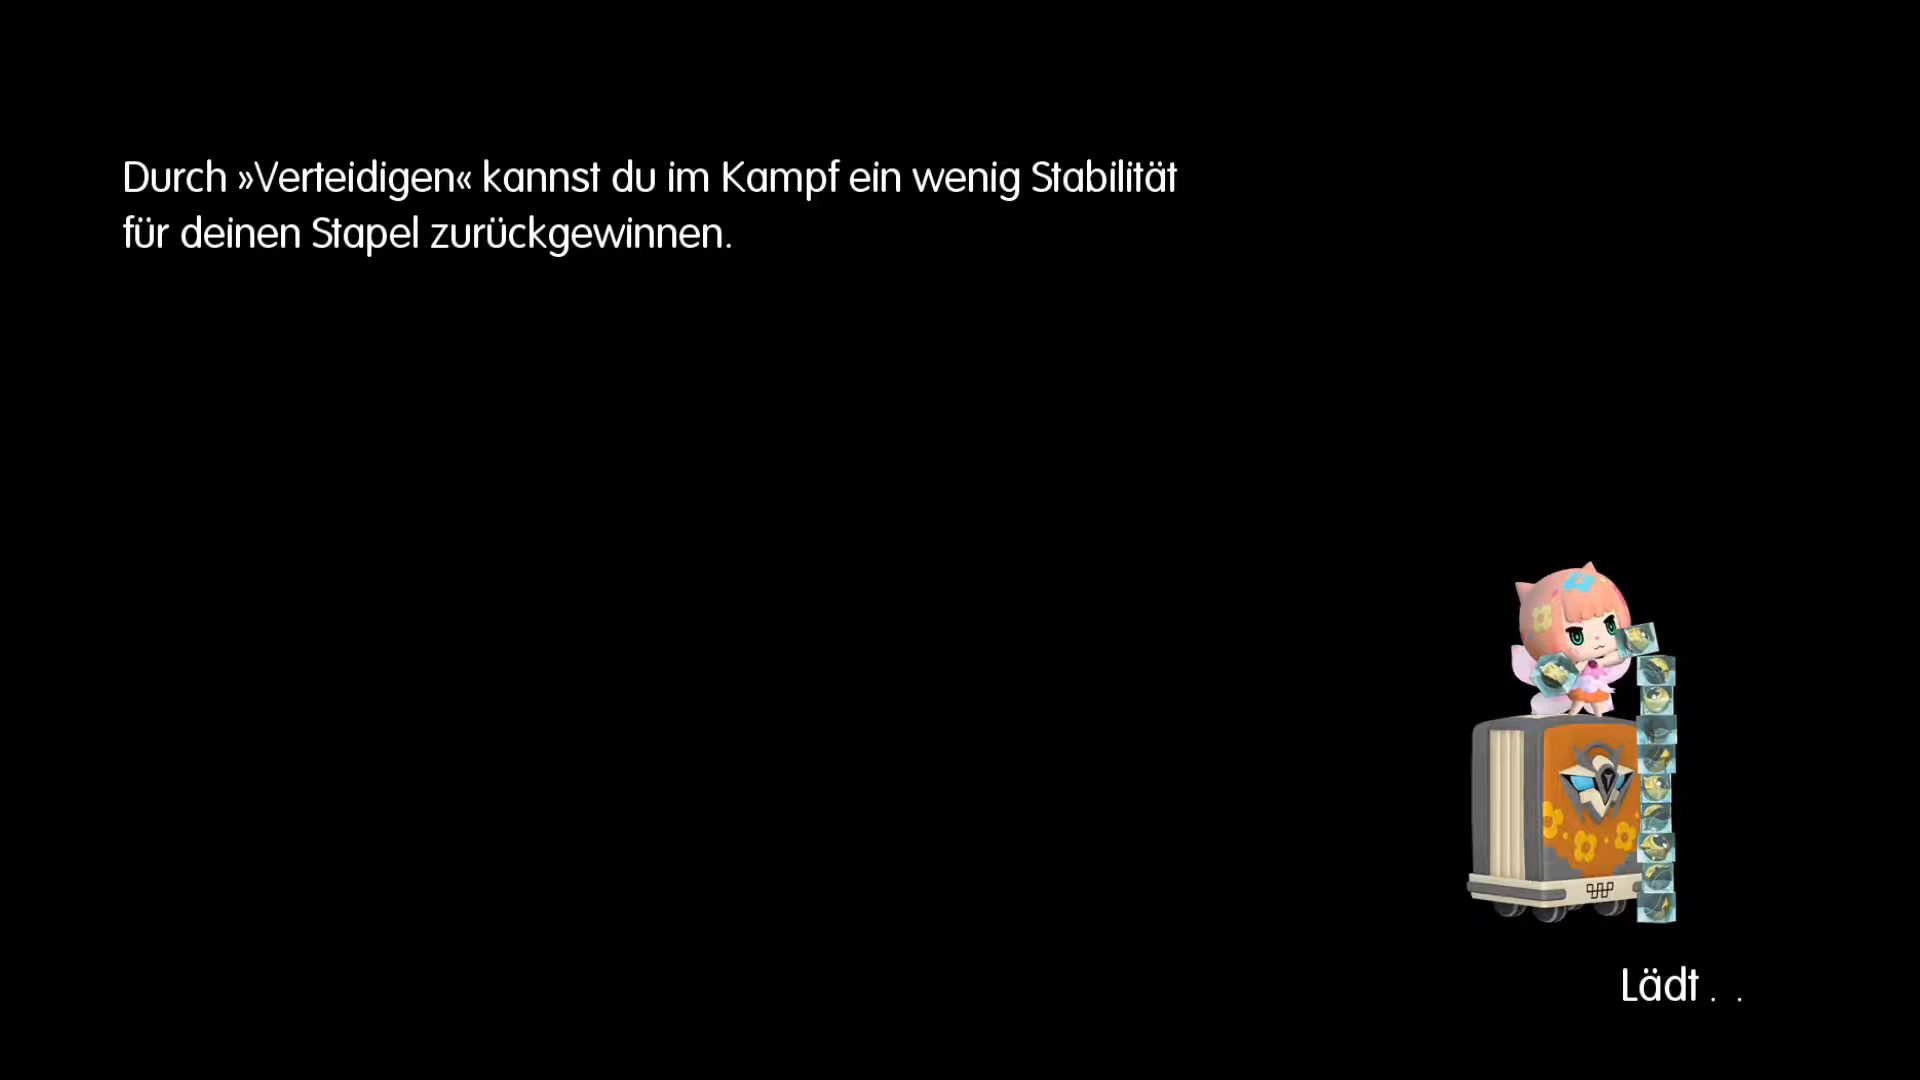 Durch »Verteidigen« kannst du im Kampf ein wenig Stabilität
für deinen Stapel zurückgewinnen.
Lädt . .